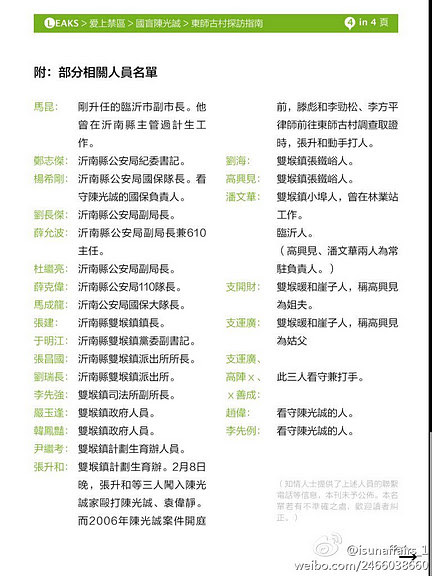 LEAKS > 愛上禁區 > 國盲陳光誠 > 東師古村探訪指南
4 in 4 頁
附：部分相關人員名單
馬昆：剛升任的臨沂市副市長。他
曾在沂南縣主管過計生工
作。
鄭志傑：沂南縣公安局紀委書記。
楊希剛：沂南縣公安局國保隊長。看
守陳光誠的國保負責人。
劉長傑：沂南縣公安局副局長。
薛允波：沂南縣公安局副局長兼610
主任。
杜繼亮：沂南縣公安局副局長。
薛克偉：沂南縣公安局110隊長。
馬成龍：沂南公安局國保大隊長。
張建：沂南縣雙堠鎮鎮長。
于明江：沂南縣雙堠鎮黨委副書記。
張昌國：沂南縣雙堠鎮派出所所長。
劉瑞長：沂南縣雙堠鎮派出所。
李先強：雙堠鎮司法所副所長。
嚴玉逢：雙堠鎮政府人員。
韓鳳豔：雙堠鎮政府人員。
尹繼考：雙堠鎮計劃生育辦人員。
張升和：雙堠鎮計劃生育辦。2月8日
晚，張升和等三人闖入陳光
誠家毆打陳光誠、袁偉靜。
而2006年陳光誠案件開庭
前，滕彪和李勁松、李方平
律師前往東師古村調查取證
時，張升和動手打人。
劉海：雙堠鎮張鐵峪人。
高興見：雙堠鎮張鐵峪人。
潘文華：雙堠鎮小埠人，曾在林業站
工作。
臨沂人。
（高興見、潘文華兩人為常
駐負責人。）
支開財：雙堠暖和崖子人，稱高興見
為姐夫。
支運廣：雙堠暖和崖子人，稱高興見
為姑父
支運廣、
高陣ｘ、此三人看守兼打手。
ｘ善成：
趙偉：看守陳光誠的人。
李先例：看守陳光誠的人。
（知情人士提供了上述人員的聯繫
電話等信息，本刊未予公佈。本名
單若有不準確之處，歡迎讀者糾
正。）
@isunaffairs_1
weibo.com/2466038660